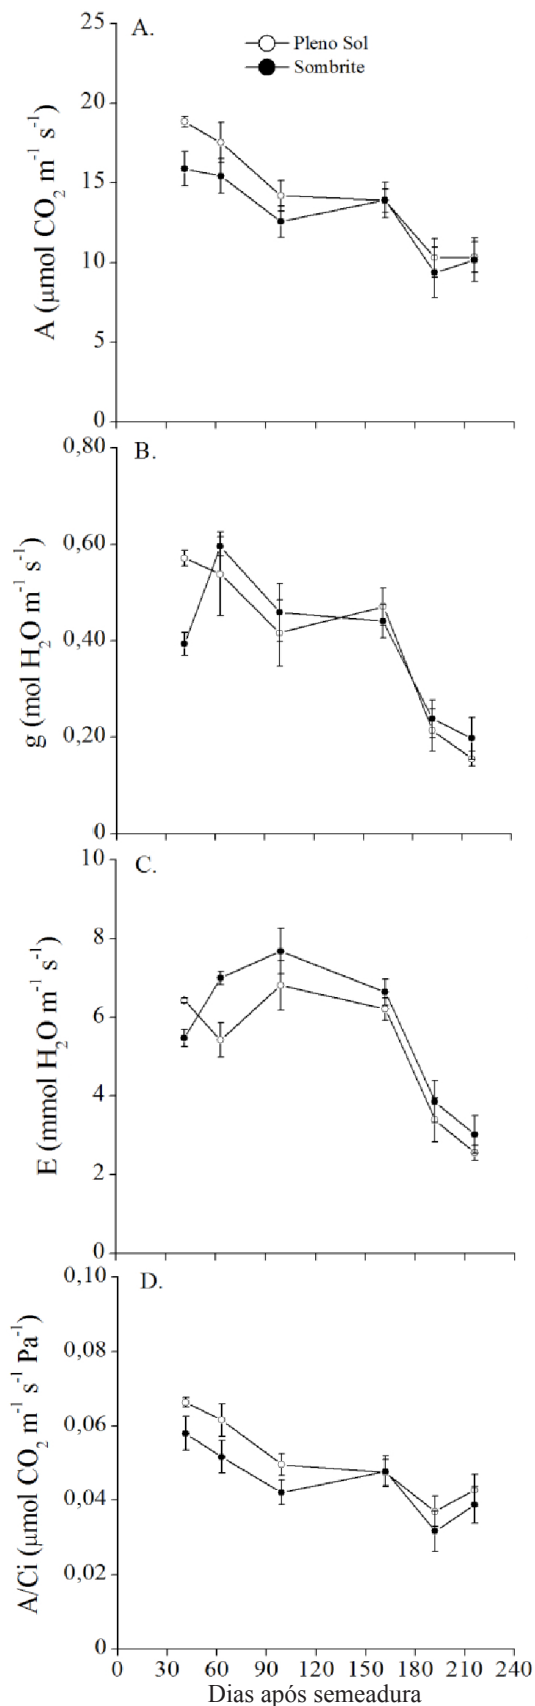 A.
Pleno Sol
Sombrite
25
20
15
10
5
0
A (μmol CO₂ m⁻¹ s⁻¹)
B.
0,80
0,60
0,40
0,20
0
g (mol H₂O m⁻¹ s⁻¹)
C.
10
8
6
4
2
0
E (mmol H₂O m⁻¹ s⁻¹)
D.
0,10
0,08
0,06
0,04
0,02
0
A/Ci (μmol CO₂ m⁻¹ s⁻¹ Pa⁻¹)
0 30 60 90 120 150 180 210 240
Dias após semeadura